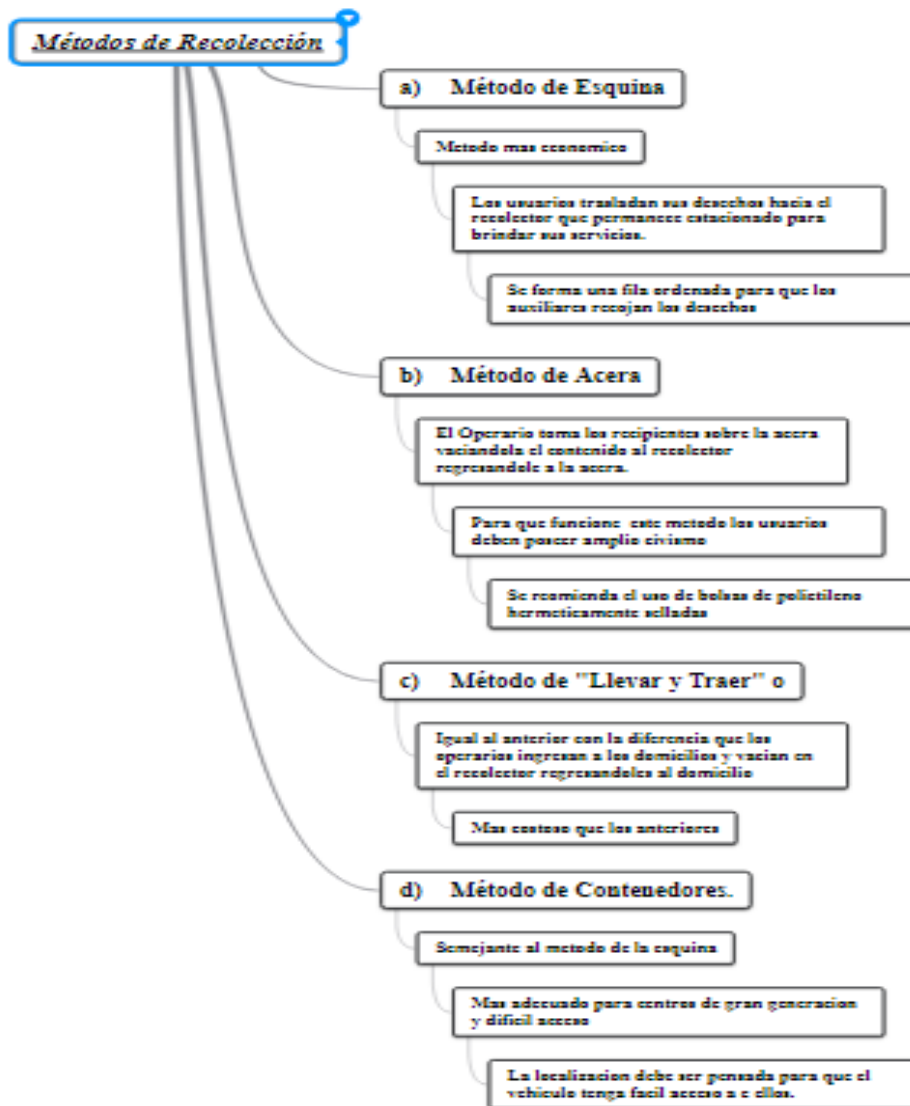 Métodos de Recolección
a) Método de Esquina
Metodo mas economico
Los usuarios trasladan sus desechos hacia el
recolector que permanece estacionado para
brindar sus servicios.
Se forma una fila ordenada para que los
auxiliares recojan los desechos
b) Método de Acera
El Operario toma los recipientes sobre la acera
vaciandola el contenido al recolector
regresandole a la acera.
Para que funcione este metodo los usuarios
deben poseer amplio civismo
Se reomienda el uso de bolsas de polietileno
hermeticamente selladas
c) Método de "Llevar y Traer" o
Igual al anterior con la diferencia que los
operarios ingresan a los domicilios y vacian en
el recolector regresandoles al domicilio
Mas costoso que los anteriores
d) Método de Contenedores.
Semejante al metodo de la esquina
Mas adecuado para centros de gran generacion
y dificil acceso
La localizacion debe ser pensada para que el
vehiculo tenga facil acceso a e ellos.